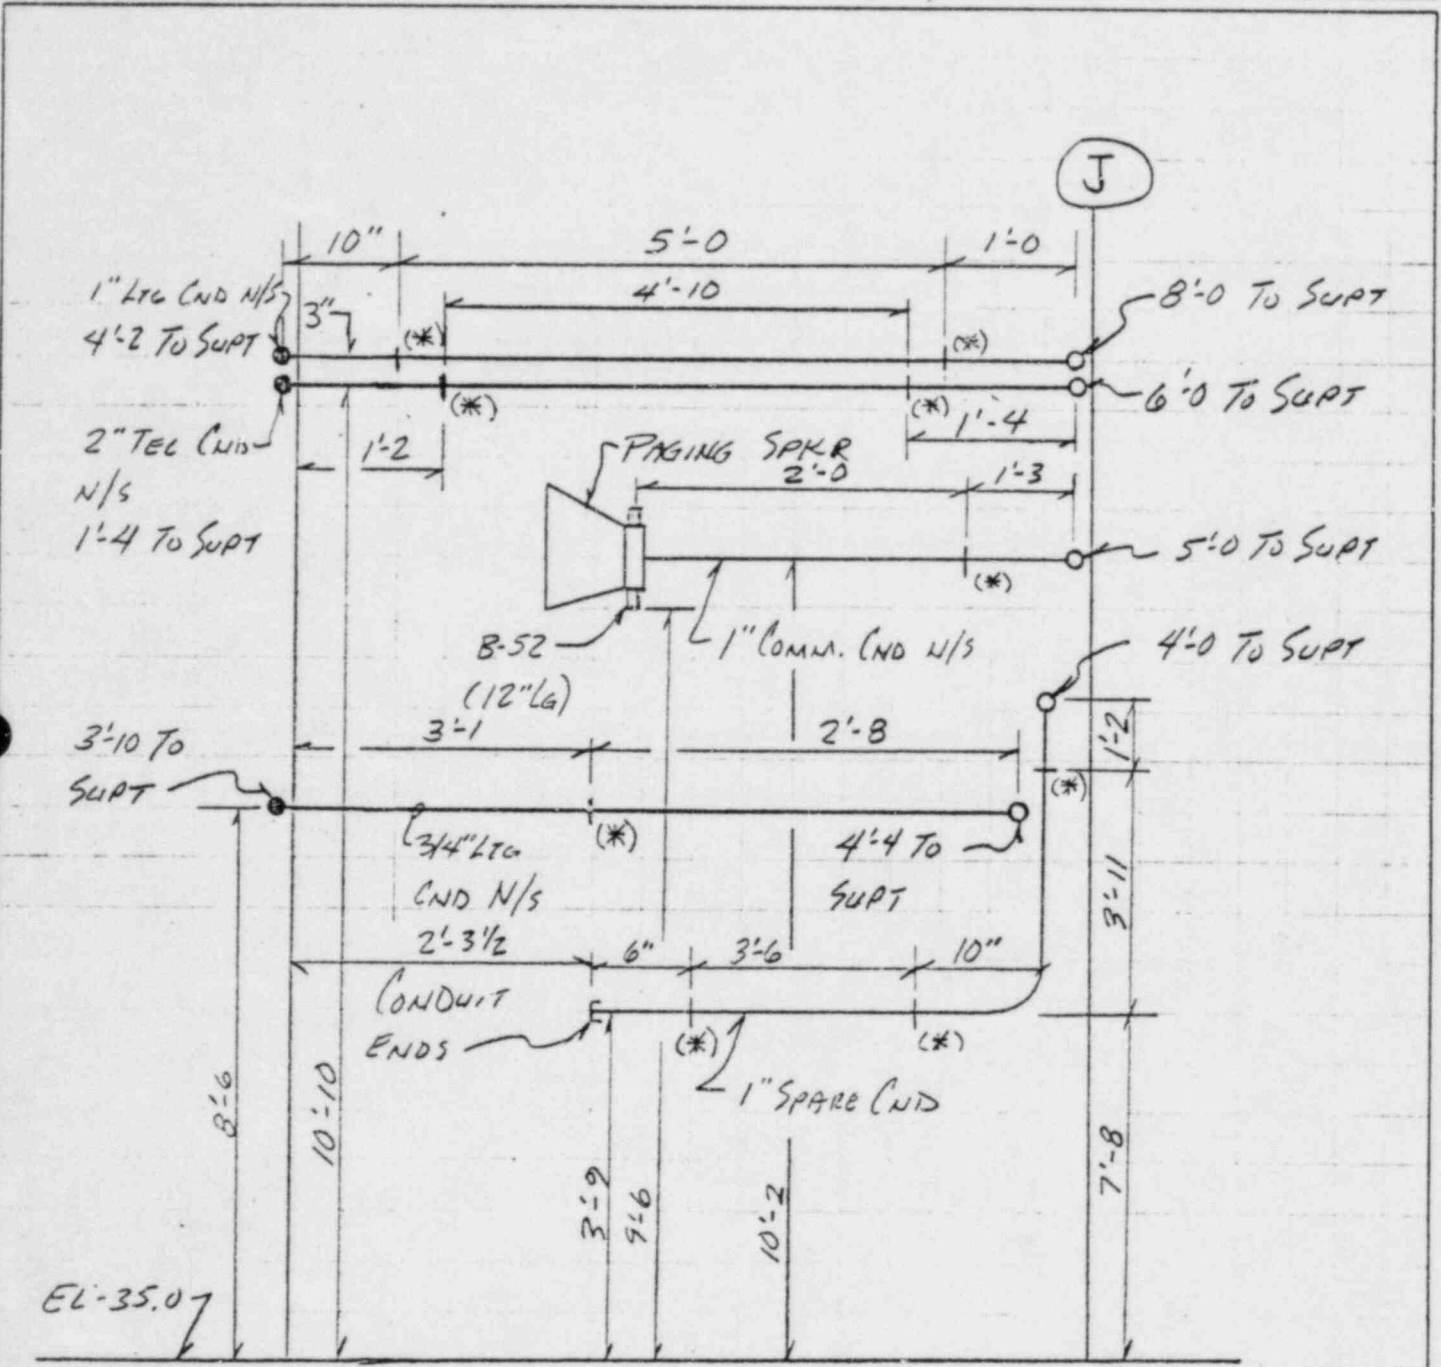 J
10"
5'-0
1'-0
1" LTG CND N/S
4'-2 TO SUPT
3"
4'-10
8'-0 TO SUPT
(*)
(*)
(*)
(*)
6'-0 TO SUPT
2" TEL CND
N/S
1'-4 TO SUPT
1'-2
1'-4
PAGING SPKR
2'-0
1'-3
5'-0 TO SUPT
(*)
B-52
(12" LG)
1" COMM. CND N/S
4'-0 TO SUPT
3'-10 TO
SUPT
3'-1
2'-8
1'-2
(*)
3/4" LTG
CND N/S
(*)
4'-4 TO
SUPT
3'-11
2'-3 1/2
6"
3'-6
10"
CONDUIT
ENDS
(*)
(*)
1" SPARE CND
8'-6
10'-10
3'-9
9'-6
10'-2
7'-8
EL-35.0